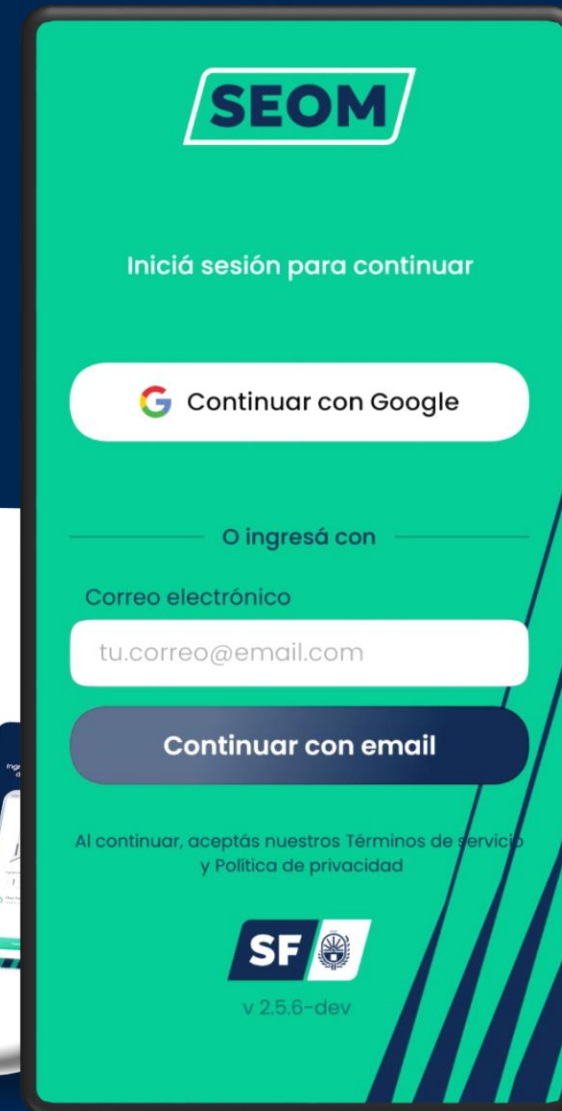 SEOM
Iniciá sesión para continuar
Continuar con Google
O ingresá con
Correo electrónico
tu.correo@email.com
Continuar con email
Al continuar, aceptás nuestros Términos de servicio
y Política de privacidad
SF
v 2.5.6-dev